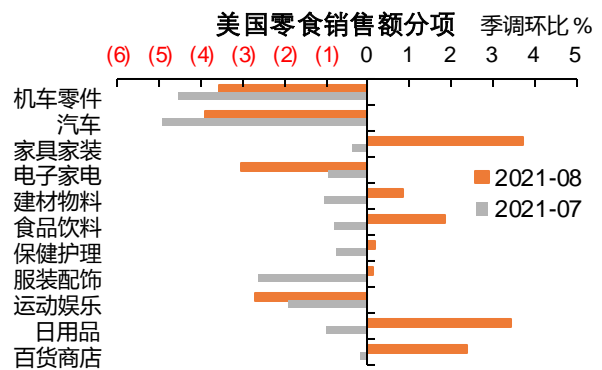 美国零食销售额分项 季调环比%
(6) (5) (4) (3) (2) (1) 0 1 2 3 4 5
机车零件
汽车
家具家装
电子家电
建材物料
食品饮料
保健护理
服装配饰
运动娱乐
日用品
百货商店
2021-08
2021-07